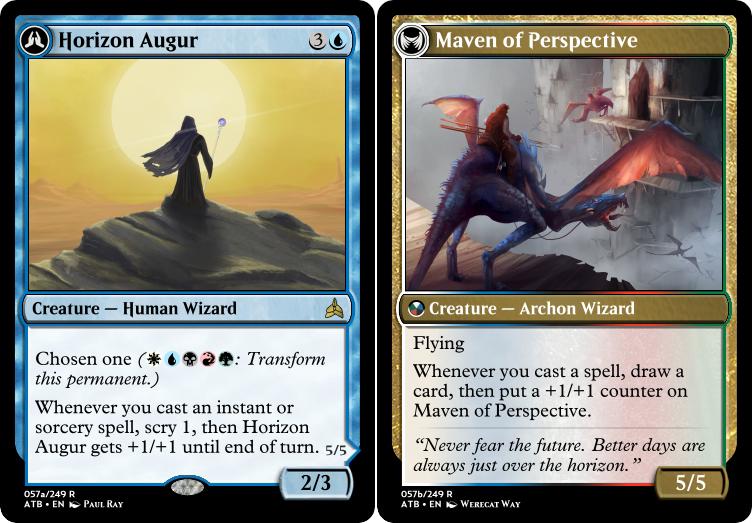 Horizon Augur 3
Creature — Human Wizard
Chosen one (: Transform
this permanent.)
Whenever you cast an instant or
sorcery spell, scry 1, then Horizon
Augur gets +1/+1 until end of turn. 5/5
2/3
057a/249 R
ATB • EN Paul Ray
Maven of Perspective
Creature — Archon Wizard
Flying
Whenever you cast a spell, draw a
card, then put a +1/+1 counter on
Maven of Perspective.
“Never fear the future. Better days are
always just over the horizon.”
5/5
057b/249 R
ATB • EN Werecat Way